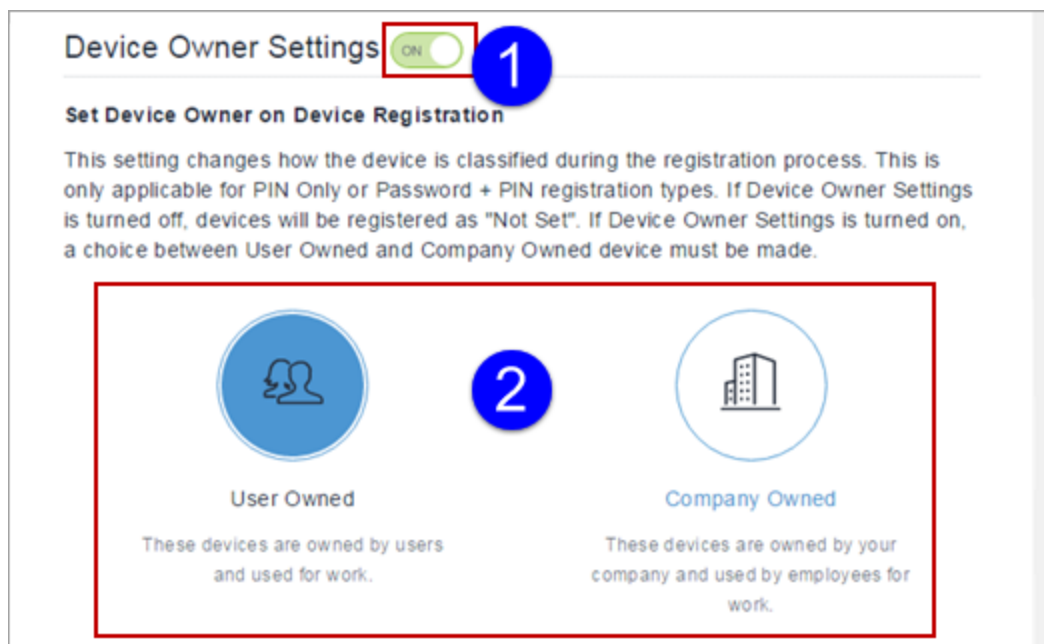 Device Owner Settings ON
1
Set Device Owner on Device Registration
This setting changes how the device is classified during the registration process. This is
only applicable for PIN Only or Password + PIN registration types. If Device Owner Settings
is turned off, devices will be registered as "Not Set". If Device Owner Settings is turned on,
a choice between User Owned and Company Owned device must be made.
2
User Owned
These devices are owned by users
and used for work.
Company Owned
These devices are owned by your
company and used by employees for
work.